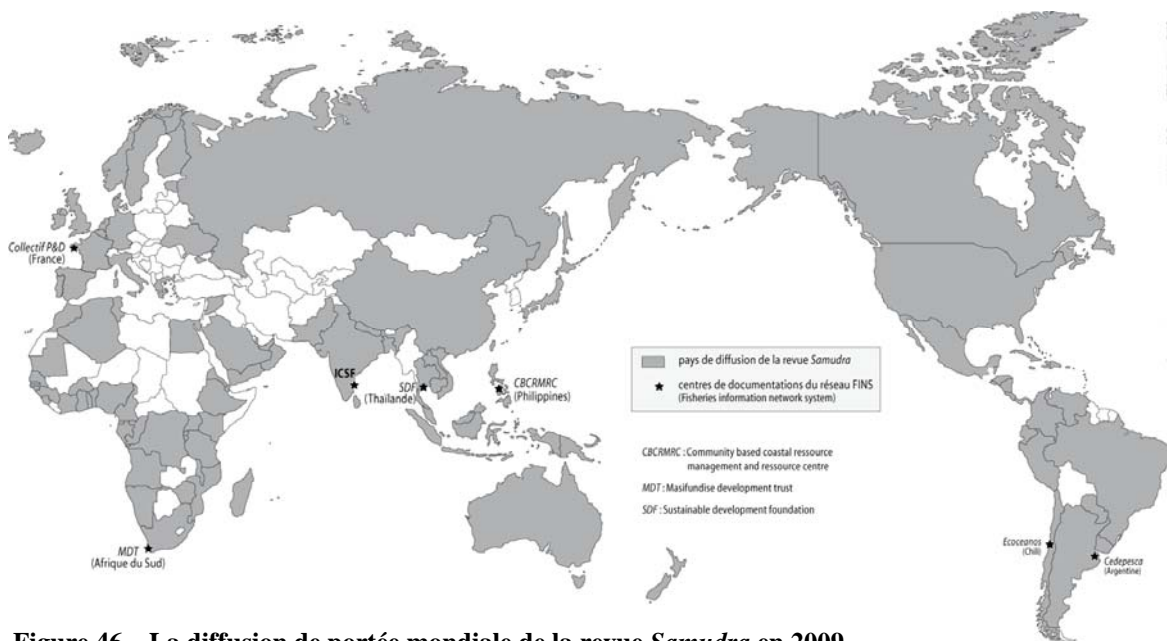 Collectif P&D
(France)
ICSF
SDF
(Thaïlande)
CBCRMRC
(Philippines)
MDT
(Afrique du Sud)
pays de diffusion de la revue Samudra
centres de documentations du réseau FINS
(Fisheries information network system)
CBCRMRC : Community based coastal ressource
management and ressource centre
MDT : Masifundise development trust
SDF : Sustainable development foundation
Ecoceanos
(Chili)
Cedepesca
(Argentine)
Figure 46 – La diffusion de portée mondiale de la revue Samudra en 2009